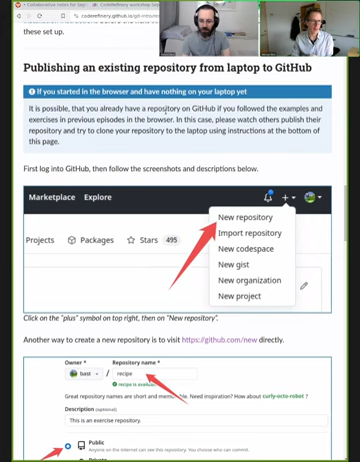 Collaborative notes for Sep
CodeRefinery workshop Sep
coderefinery.github.io/git-intro/
these set up.
Publishing an existing repository from laptop to GitHub
If you started in the browser and have nothing on your laptop yet
It is possible, that you already have a repository on GitHub if you followed the examples and
exercises in previous episodes in the browser. In this case, please watch others publish their
repository and try to clone your repository to the laptop using instructions at the bottom of
this page.
First log into GitHub, then follow the screenshots and descriptions below.
Marketplace Explore
New repository
Import repository
Projects Packages Stars 495
New codespace
New gist
New organization
New project
Click on the "plus" symbol on top right, then on "New repository".
Another way to create a new repository is to visit https://github.com/new directly.
Owner * Repository name *
bast / recipe
recipe is available.
Great repository names are short and memorable. Need inspiration? How about curly-octo-robot ?
Description (optional)
This is an exercise repository.
Public
Anyone on the internet can see this repository. You choose who can commit.